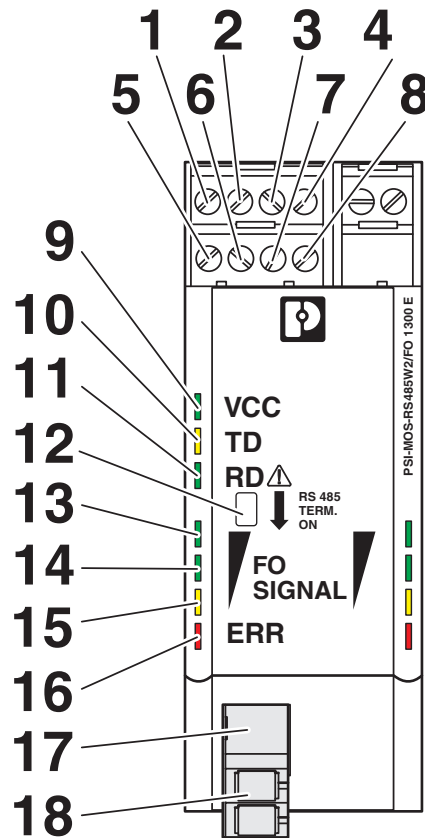 1 2 3 4
5 6 7 8
9
10
11
12
13
14
15
16
17
18
VCC
TD
RD
RS 485
TERM.
ON
FO
SIGNAL
ERR
PSI-MOS-RS485W2/FO 1300 E